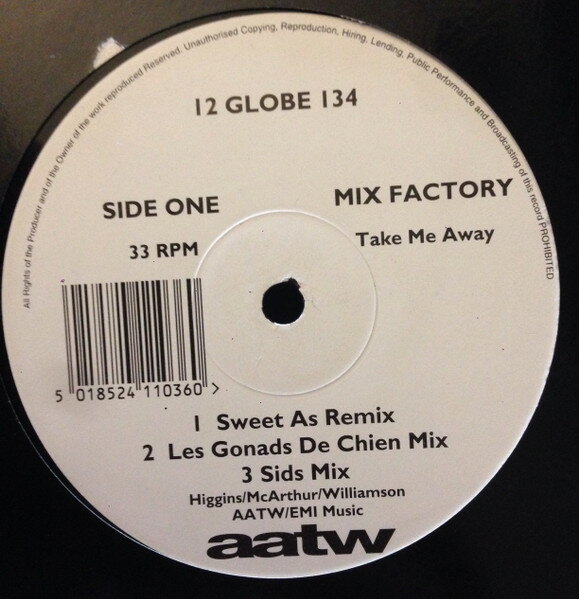 All Rights of the Producer and of the Owner of the work reproduced Reserved. Unauthorised Copying, Reproduction, Hiring, Lending, Public Performance and Broadcasting of this record PROHIBITED
12 GLOBE 134
SIDE ONE
33 RPM
MIX FACTORY
Take Me Away
5 018524 110360 >
1 Sweet As Remix
2 Les Gonads De Chien Mix
3 Sids Mix
Higgins/McArthur/Williamson
AATW/EMI Music
aatw